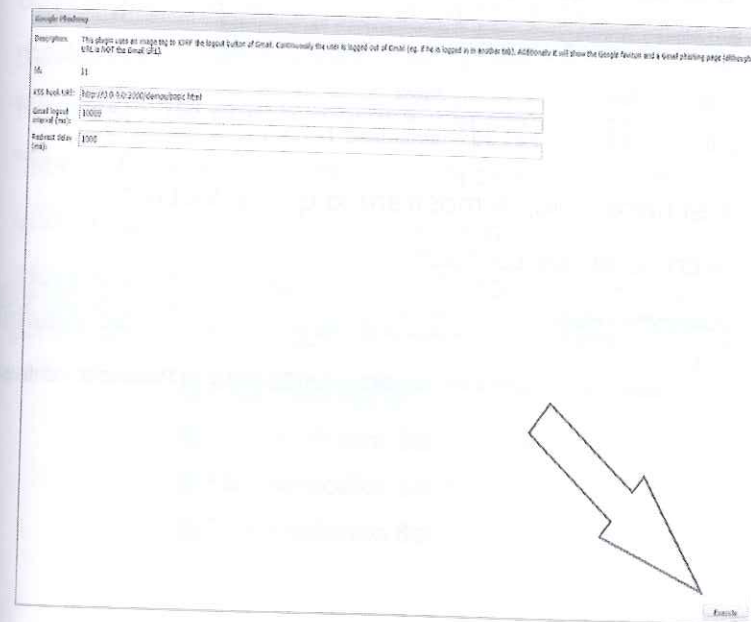 Google Phishing
Description: This plugin uses an image tag to XSRF the logout button of Gmail. Continuously the user is logged out of Gmail (eg. if he is logged in in another tab). Additionally it will show the Google favicon and a Gmail phishing page (although
URL is NOT the Gmail URL).
Id: 11
XSS hook URI: http://0.0.0.0:3000/demos/basic.html
Gmail logout
interval (ms): 10000
Redirect delay
(ms): 1000
Execute